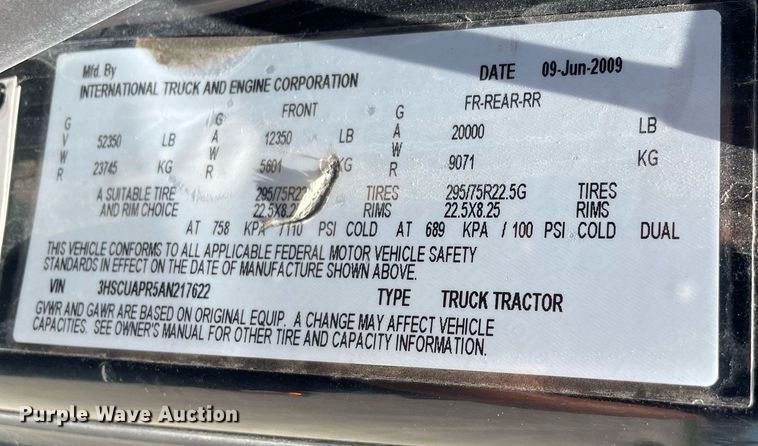 Mfd. By DATE 09-Jun-2009
INTERNATIONAL TRUCK AND ENGINE CORPORATION
G FRONT G FR-REAR-RR
V 52350 LB A 12350 LB A 20000 LB
W W W
R 23745 KG R 5601 KG R 9071 KG
A SUITABLE TIRE 295/75R22 TIRES 295/75R22.5G TIRES
AND RIM CHOICE 22.5X8.25 RIMS 22.5X8.25 RIMS
AT 758 KPA /110 PSI COLD AT 689 KPA / 100 PSI COLD DUAL
THIS VEHICLE CONFORMS TO ALL APPLICABLE FEDERAL MOTOR VEHICLE SAFETY
STANDARDS IN EFFECT ON THE DATE OF MANUFACTURE SHOWN ABOVE.
VIN 3HSCUAPR5AN217622 TYPE TRUCK TRACTOR
GVWR AND GAWR ARE BASED ON ORIGINAL EQUIP. A CHANGE MAY AFFECT VEHICLE
CAPACITIES. SEE OWNER'S MANUAL FOR OTHER TIRE AND CAPACITY INFORMATION.
Purple Wave Auction